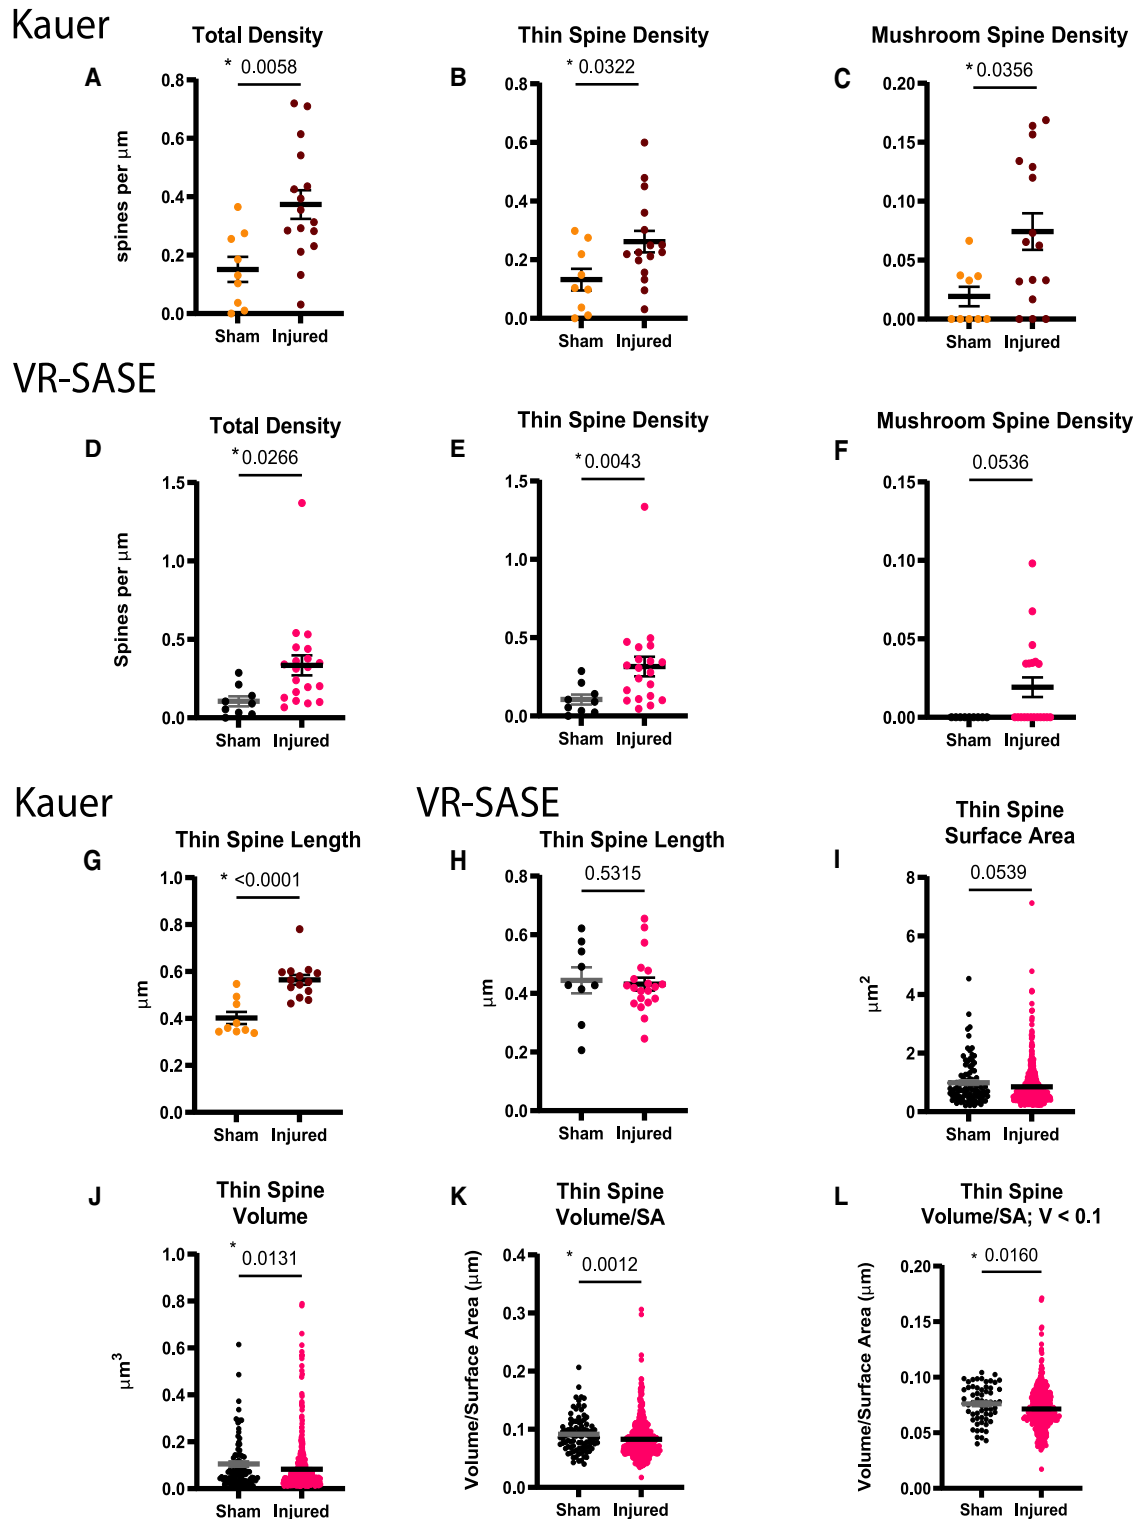 Kauer
Total Density
Thin Spine Density
Mushroom Spine Density
A
* 0.0058
B
* 0.0322
C
* 0.0356
spines per μm
0.8
0.6
0.4
0.2
0.0
Sham Injured
0.8
0.6
0.4
0.2
0.0
Sham Injured
0.20
0.15
0.10
0.05
0.00
Sham Injured
VR-SASE
Total Density
Thin Spine Density
Mushroom Spine Density
D
* 0.0266
E
* 0.0043
F
0.0536
Spines per μm
1.5
1.0
0.5
0.0
Sham Injured
1.5
1.0
0.5
0.0
Sham Injured
0.15
0.10
0.05
0.00
Sham Injured
Kauer
VR-SASE
Thin Spine Length
Thin Spine Length
Thin Spine
Surface Area
G
* <0.0001
H
0.5315
I
0.0539
μm
1.0
0.8
0.6
0.4
0.2
0.0
Sham Injured
μm
0.8
0.6
0.4
0.2
0.0
Sham Injured
μm²
8
6
4
2
0
Sham Injured
J
Thin Spine
Volume
* 0.0131
K
Thin Spine
Volume/SA
* 0.0012
L
Thin Spine
Volume/SA; V < 0.1
* 0.0160
μm³
1.0
0.8
0.6
0.4
0.2
0.0
Sham Injured
Volume/Surface Area (μm)
0.4
0.3
0.2
0.1
0.0
Sham Injured
Volume/Surface Area (μm)
0.20
0.15
0.10
0.05
0.00
Sham Injured